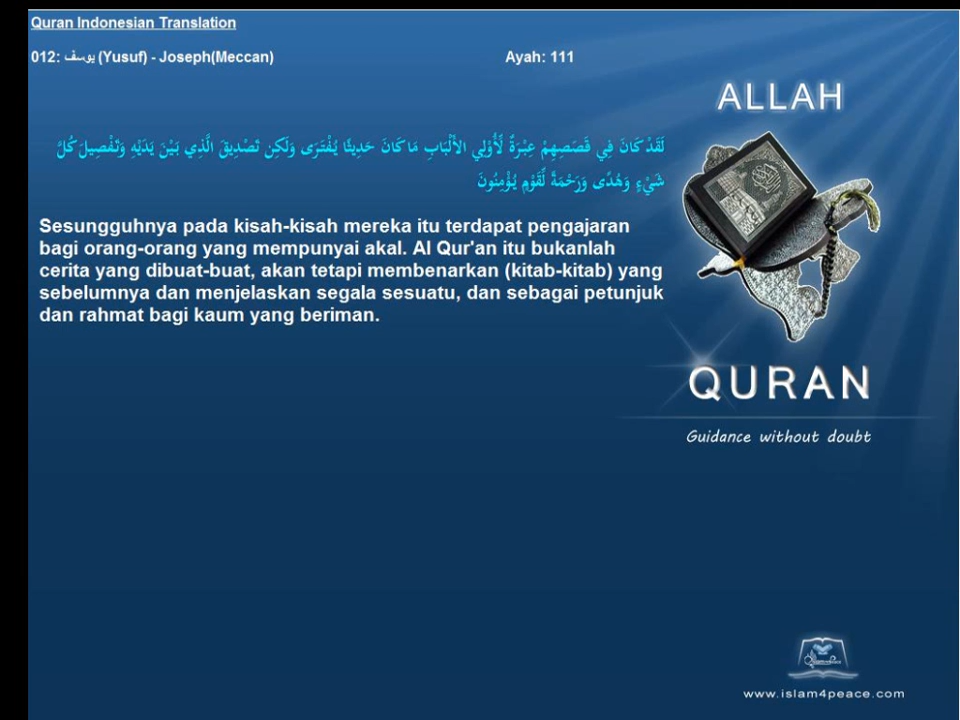 Quran Indonesian Translation
012: يوسف (Yusuf) - Joseph(Meccan) Ayah: 111
ALLAH
لَقَدْ كَانَ فِي قَصَصِهِمْ عِبْرَةٌ لِّأُوْلِي الأَلْبَابِ مَا كَانَ حَدِيثًا يُفْتَرَى وَلَكِن تَصْدِيقَ الَّذِي بَيْنَ يَدَيْهِ وَتَفْصِيلَ كُلَّ
شَيْءٍ وَهُدًى وَرَحْمَةً لِّقَوْمٍ يُؤْمِنُونَ
Sesungguhnya pada kisah-kisah mereka itu terdapat pengajaran
bagi orang-orang yang mempunyai akal. Al Qur'an itu bukanlah
cerita yang dibuat-buat, akan tetapi membenarkan (kitab-kitab) yang
sebelumnya dan menjelaskan segala sesuatu, dan sebagai petunjuk
dan rahmat bagi kaum yang beriman.
QURAN
Guidance without doubt
www.islam4peace.com